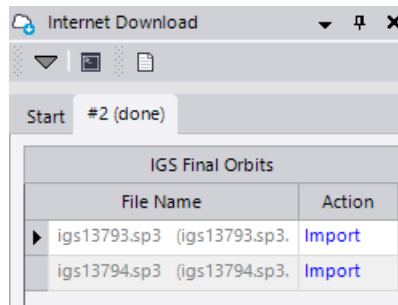 Internet Download
Start #2 (done)
IGS Final Orbits
File Name Action
igs13793.sp3 (igs13793.sp3. Import
igs13794.sp3 (igs13794.sp3. Import